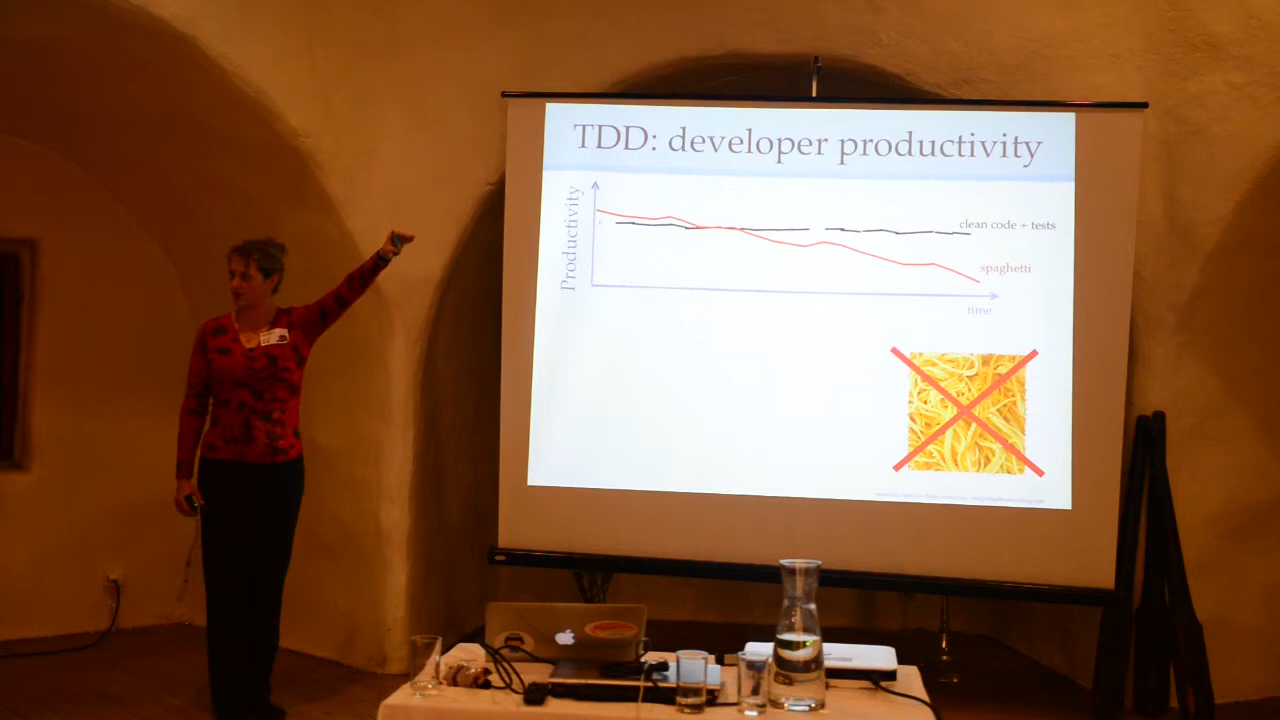 TDD: developer productivity
Productivity
clean code + tests
spaghetti
time